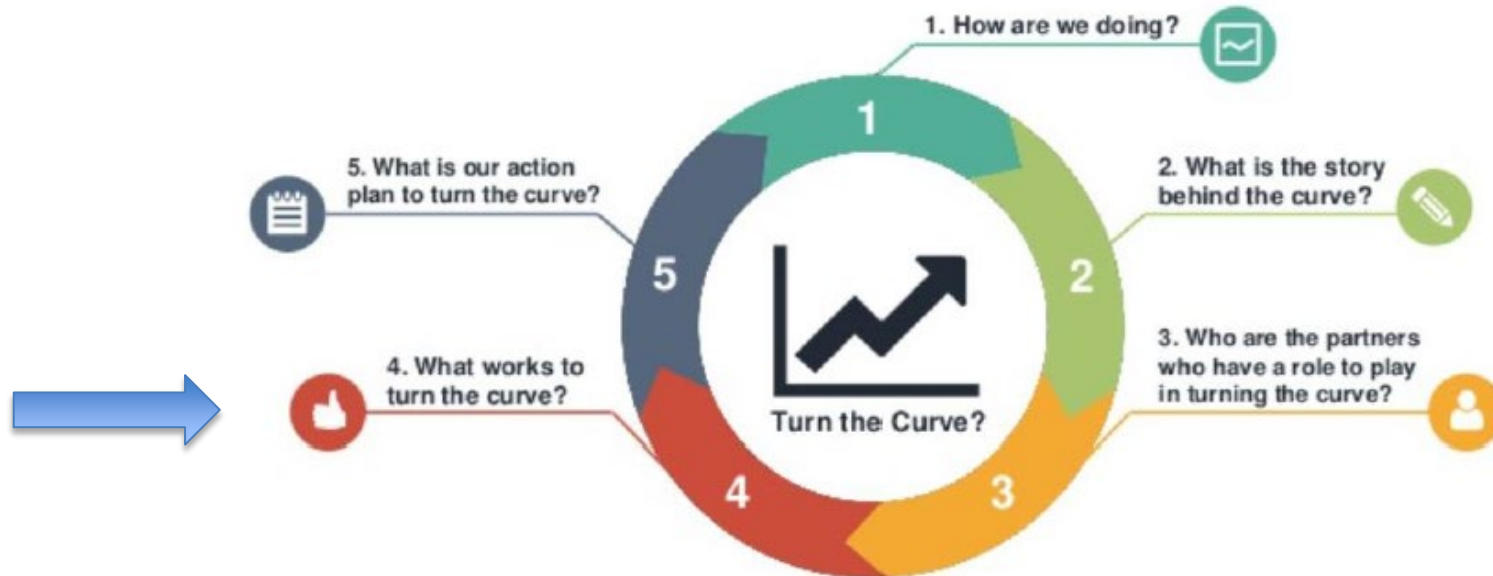 1. How are we doing?
1
2. What is the story
behind the curve?
2
3. Who are the partners
who have a role to play
in turning the curve?
3
4. What works to
turn the curve?
4
5. What is our action
plan to turn the curve?
5
Turn the Curve?